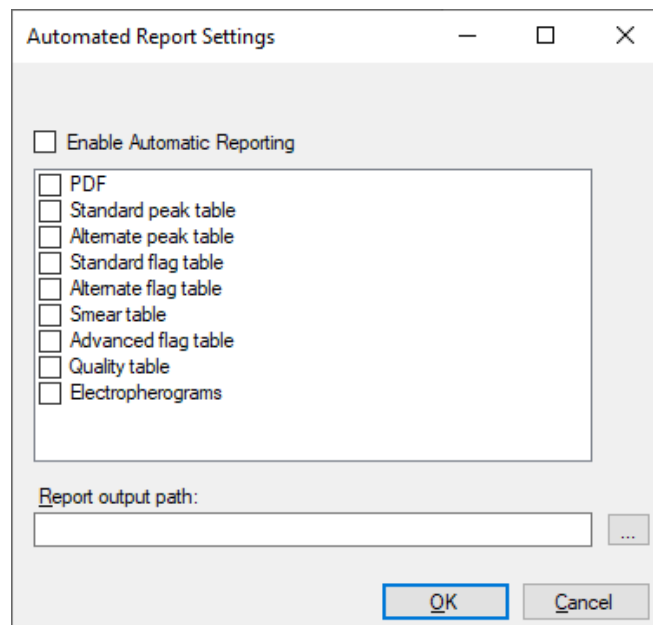 Automated Report Settings
Enable Automatic Reporting
PDF
Standard peak table
Alternate peak table
Standard flag table
Alternate flag table
Smear table
Advanced flag table
Quality table
Electropherograms
Report output path:
...
OK Cancel